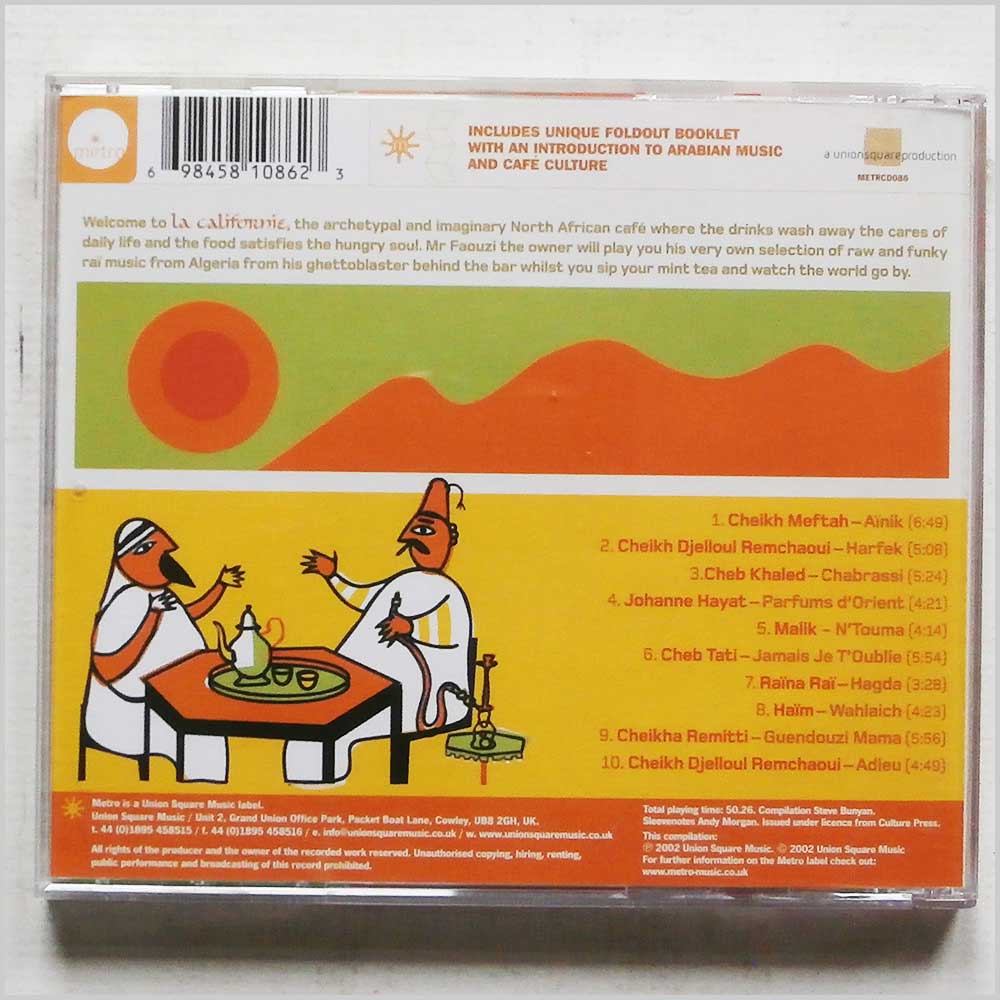 metro
6 98458 10862 3
m
INCLUDES UNIQUE FOLDOUT BOOKLET
WITH AN INTRODUCTION TO ARABIAN MUSIC
AND CAFÉ CULTURE
a unionsquareproduction
METRCD086
Welcome to la californie, the archetypal and imaginary North African café where the drinks wash away the cares of
daily life and the food satisfies the hungry soul. Mr Faouzi the owner will play you his very own selection of raw and funky
raï music from Algeria from his ghettoblaster behind the bar whilst you sip your mint tea and watch the world go by.
1. Cheikh Meftah – Aïnik (6:49)
2. Cheikh Djelloul Remchaoui – Harfek (5:08)
3.Cheb Khaled – Chabrassi (5:24)
4. Johanne Hayat – Parfums d'Orient (4:21)
5. Malik – N'Touma (4:14)
6. Cheb Tati – Jamais Je T'Oublie (5:54)
7. Raïna Raï – Hagda (3:28)
8. Haïm – Wahlaich (4:23)
9. Cheikha Remitti – Guendouzi Mama (5:56)
10. Cheikh Djelloul Remchaoui – Adieu (4:49)
Metro is a Union Square Music label.
Union Square Music / Unit 2, Grand Union Office Park, Packet Boat Lane, Cowley, UB8 2GH, UK.
t. 44 (0)1895 458515 / f. 44 (0)1895 458516 / e. info@unionsquaremusic.co.uk / w. www.unionsquaremusic.co.uk
All rights of the producer and the owner of the recorded work reserved. Unauthorised copying, hiring, renting,
public performance and broadcasting of this record prohibited.
Total playing time: 50.26. Compilation Steve Bunyan.
Sleevenotes Andy Morgan. Issued under licence from Culture Press.
This compilation:
℗ 2002 Union Square Music. © 2002 Union Square Music
For further information on the Metro label check out:
www.metro-music.co.uk